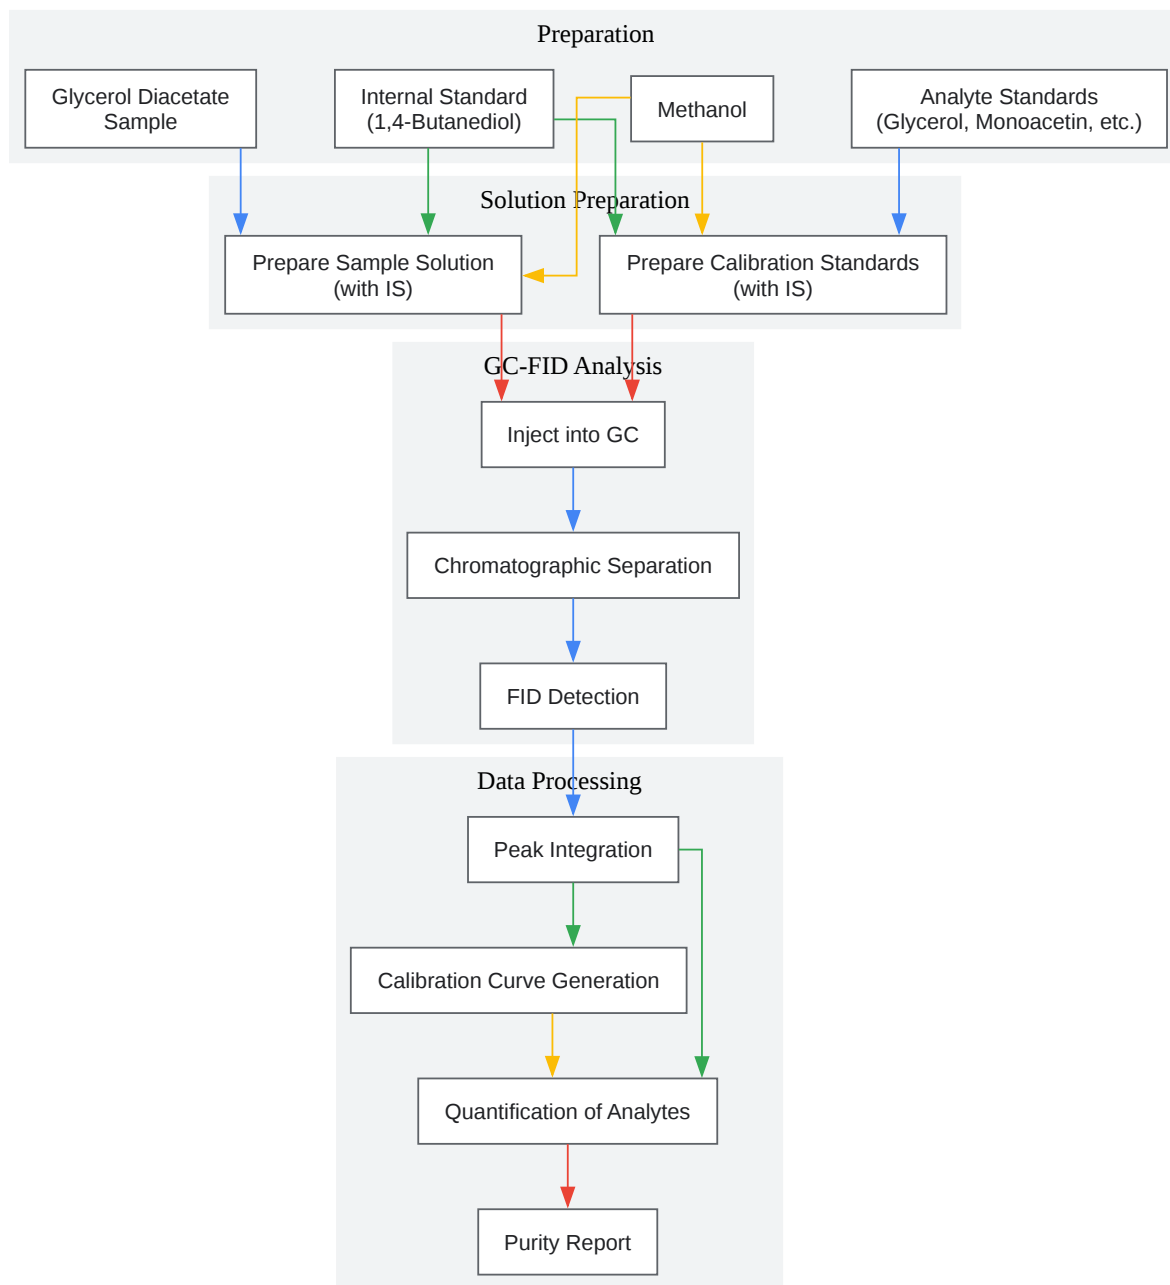 Preparation
Glycerol Diacetate
Sample
Internal Standard
(1,4-Butanediol)
Methanol
Analyte Standards
(Glycerol, Monoacetin, etc.)
Solution Preparation
Prepare Sample Solution
(with IS)
Prepare Calibration Standards
(with IS)
GC-FID Analysis
Inject into GC
Chromatographic Separation
FID Detection
Data Processing
Peak Integration
Calibration Curve Generation
Quantification of Analytes
Purity Report